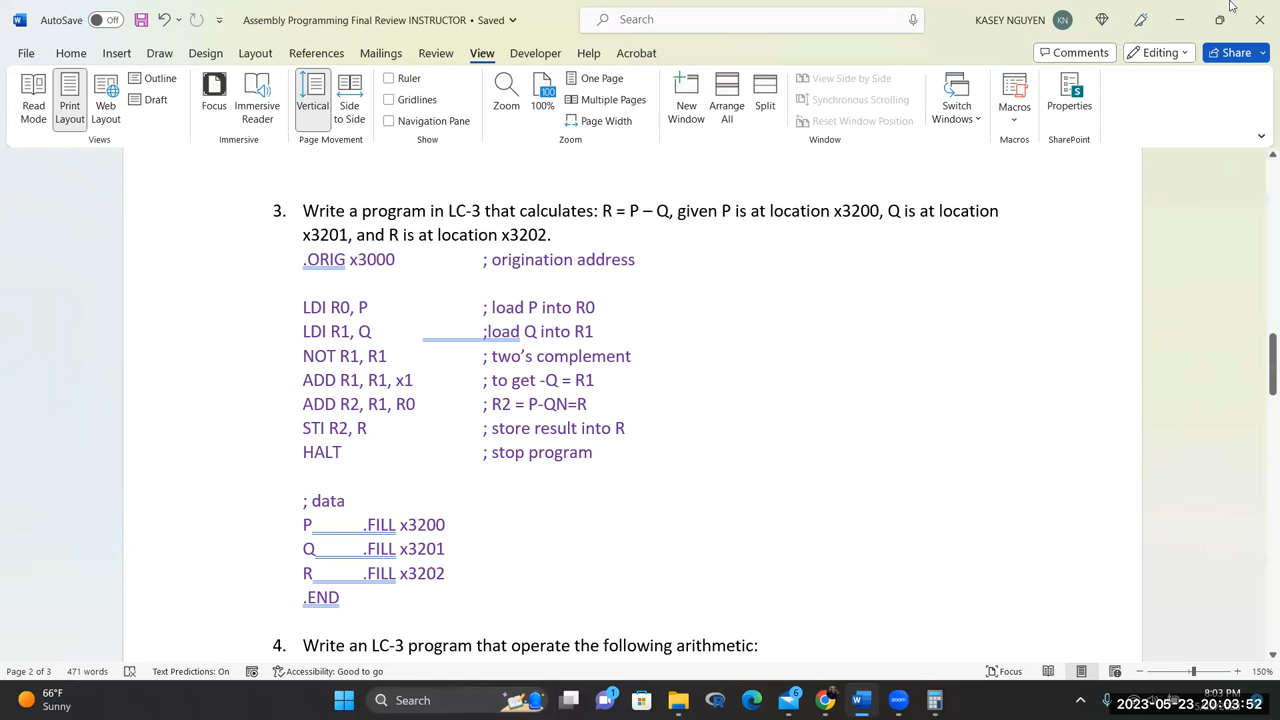 AutoSave Off Assembly Programming Final Review INSTRUCTOR • Saved Search KASEY NGUYEN KN
File Home Insert Draw Design Layout References Mailings Review View Developer Help Acrobat Comments Editing Share
Read Mode Print Layout Web Layout Outline Draft Focus Immersive Reader Vertical Side to Side Ruler Gridlines Navigation Pane Zoom 100 100% One Page Multiple Pages Page Width New Window Arrange All Split View Side by Side Synchronous Scrolling Reset Window Position Switch Windows Macros Properties
Views Immersive Page Movement Show Zoom Window Macros SharePoint
3. Write a program in LC-3 that calculates: R = P – Q, given P is at location x3200, Q is at location
x3201, and R is at location x3202.
.ORIG x3000 ; origination address
LDI R0, P ; load P into R0
LDI R1, Q ;load Q into R1
NOT R1, R1 ; two’s complement
ADD R1, R1, x1 ; to get -Q = R1
ADD R2, R1, R0 ; R2 = P-QN=R
STI R2, R ; store result into R
HALT ; stop program
; data
P .FILL x3200
Q .FILL x3201
R .FILL x3202
.END
4. Write an LC-3 program that operate the following arithmetic:
Page 2 of 3 471 words Text Predictions: On Accessibility: Good to go Focus 150%
66°F Sunny Search 1 6 8:03 PM
2023-05-23 20:03:52